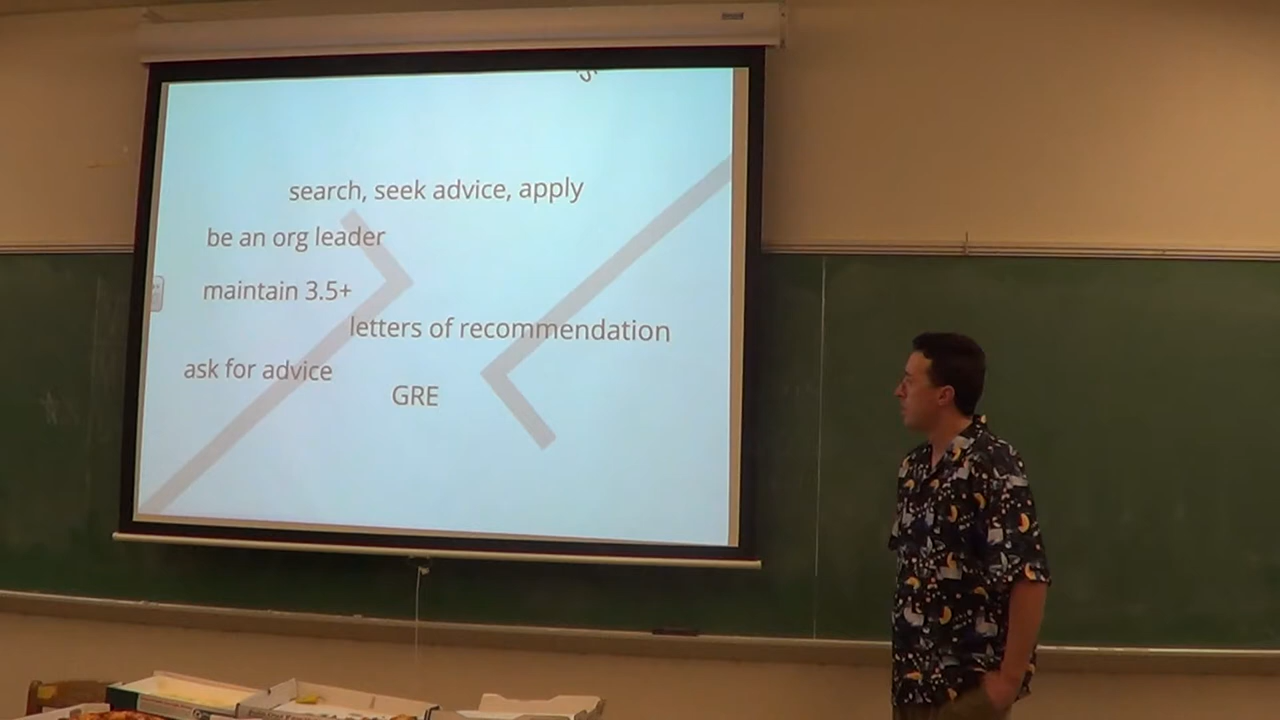 search, seek advice, apply
be an org leader
maintain 3.5+
letters of recommendation
ask for advice
GRE